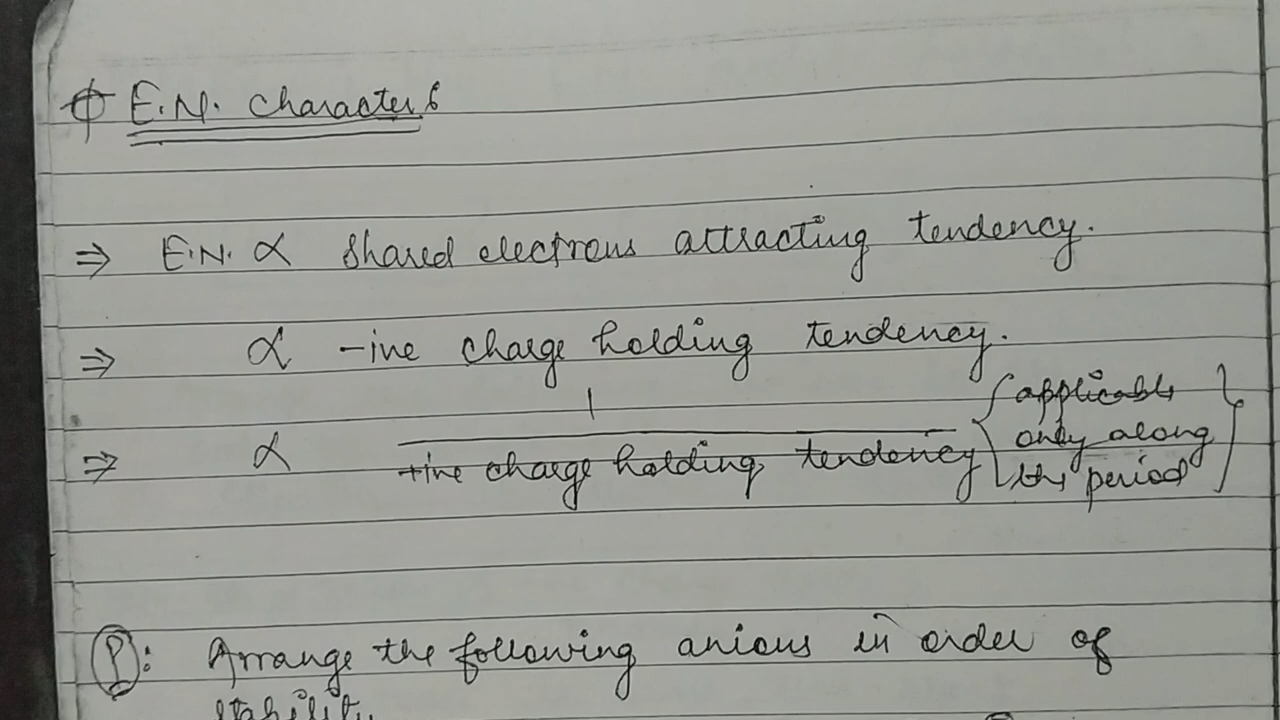 E.N. character
⇒ E.N. ∝ shared electrons attracting tendency.
⇒ ∝ -ive charge holding tendency.
⇒ ∝ 1
+ive charge holding tendency { applicable only along the period }
(P): Arrange the following anions in order of
stability.